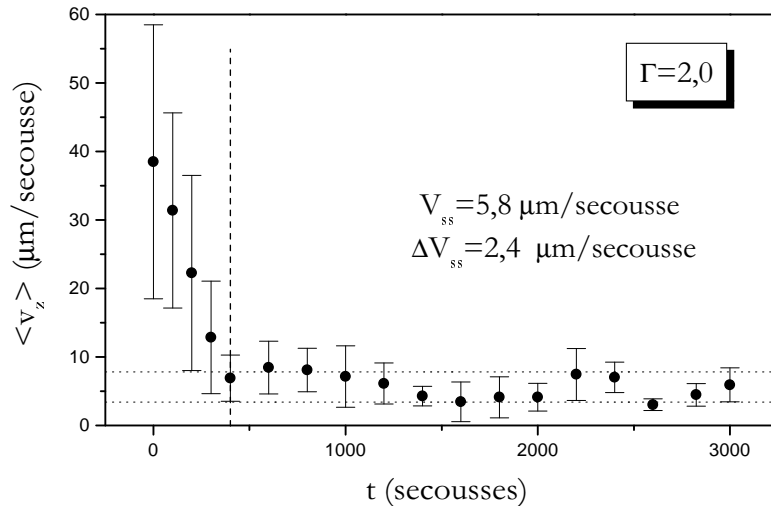 60
50
40
30
20
10
0
<v_z> (µm/secousse)
Γ=2,0
V_ss=5,8 µm/secousse
ΔV_ss=2,4 µm/secousse
0 1000 2000 3000
t (secousses)